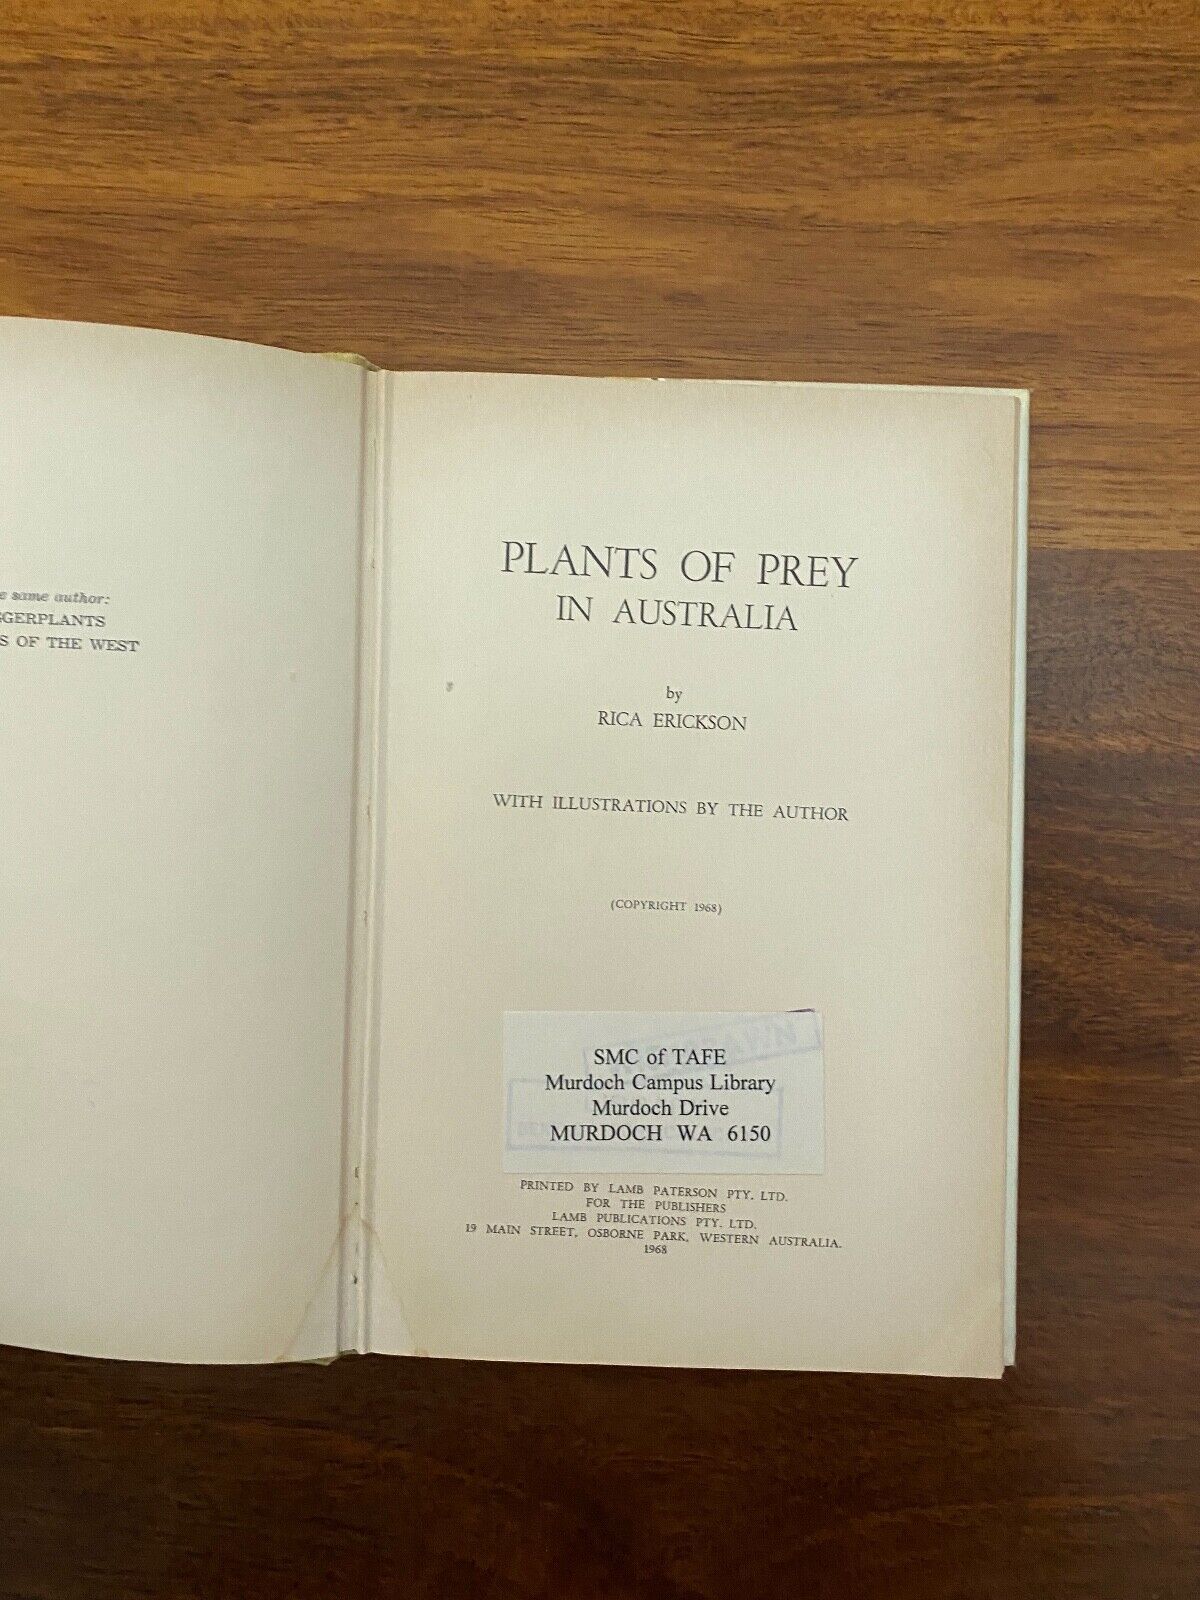 same author:
GGERPLANTS
S OF THE WEST
PLANTS OF PREY
IN AUSTRALIA
by
RICA ERICKSON
WITH ILLUSTRATIONS BY THE AUTHOR
(COPYRIGHT 1968)
SMC of TAFE
Murdoch Campus Library
Murdoch Drive
MURDOCH WA 6150
PRINTED BY LAMB PATERSON PTY. LTD.
FOR THE PUBLISHERS
LAMB PUBLICATIONS PTY. LTD.
19 MAIN STREET, OSBORNE PARK, WESTERN AUSTRALIA.
1968